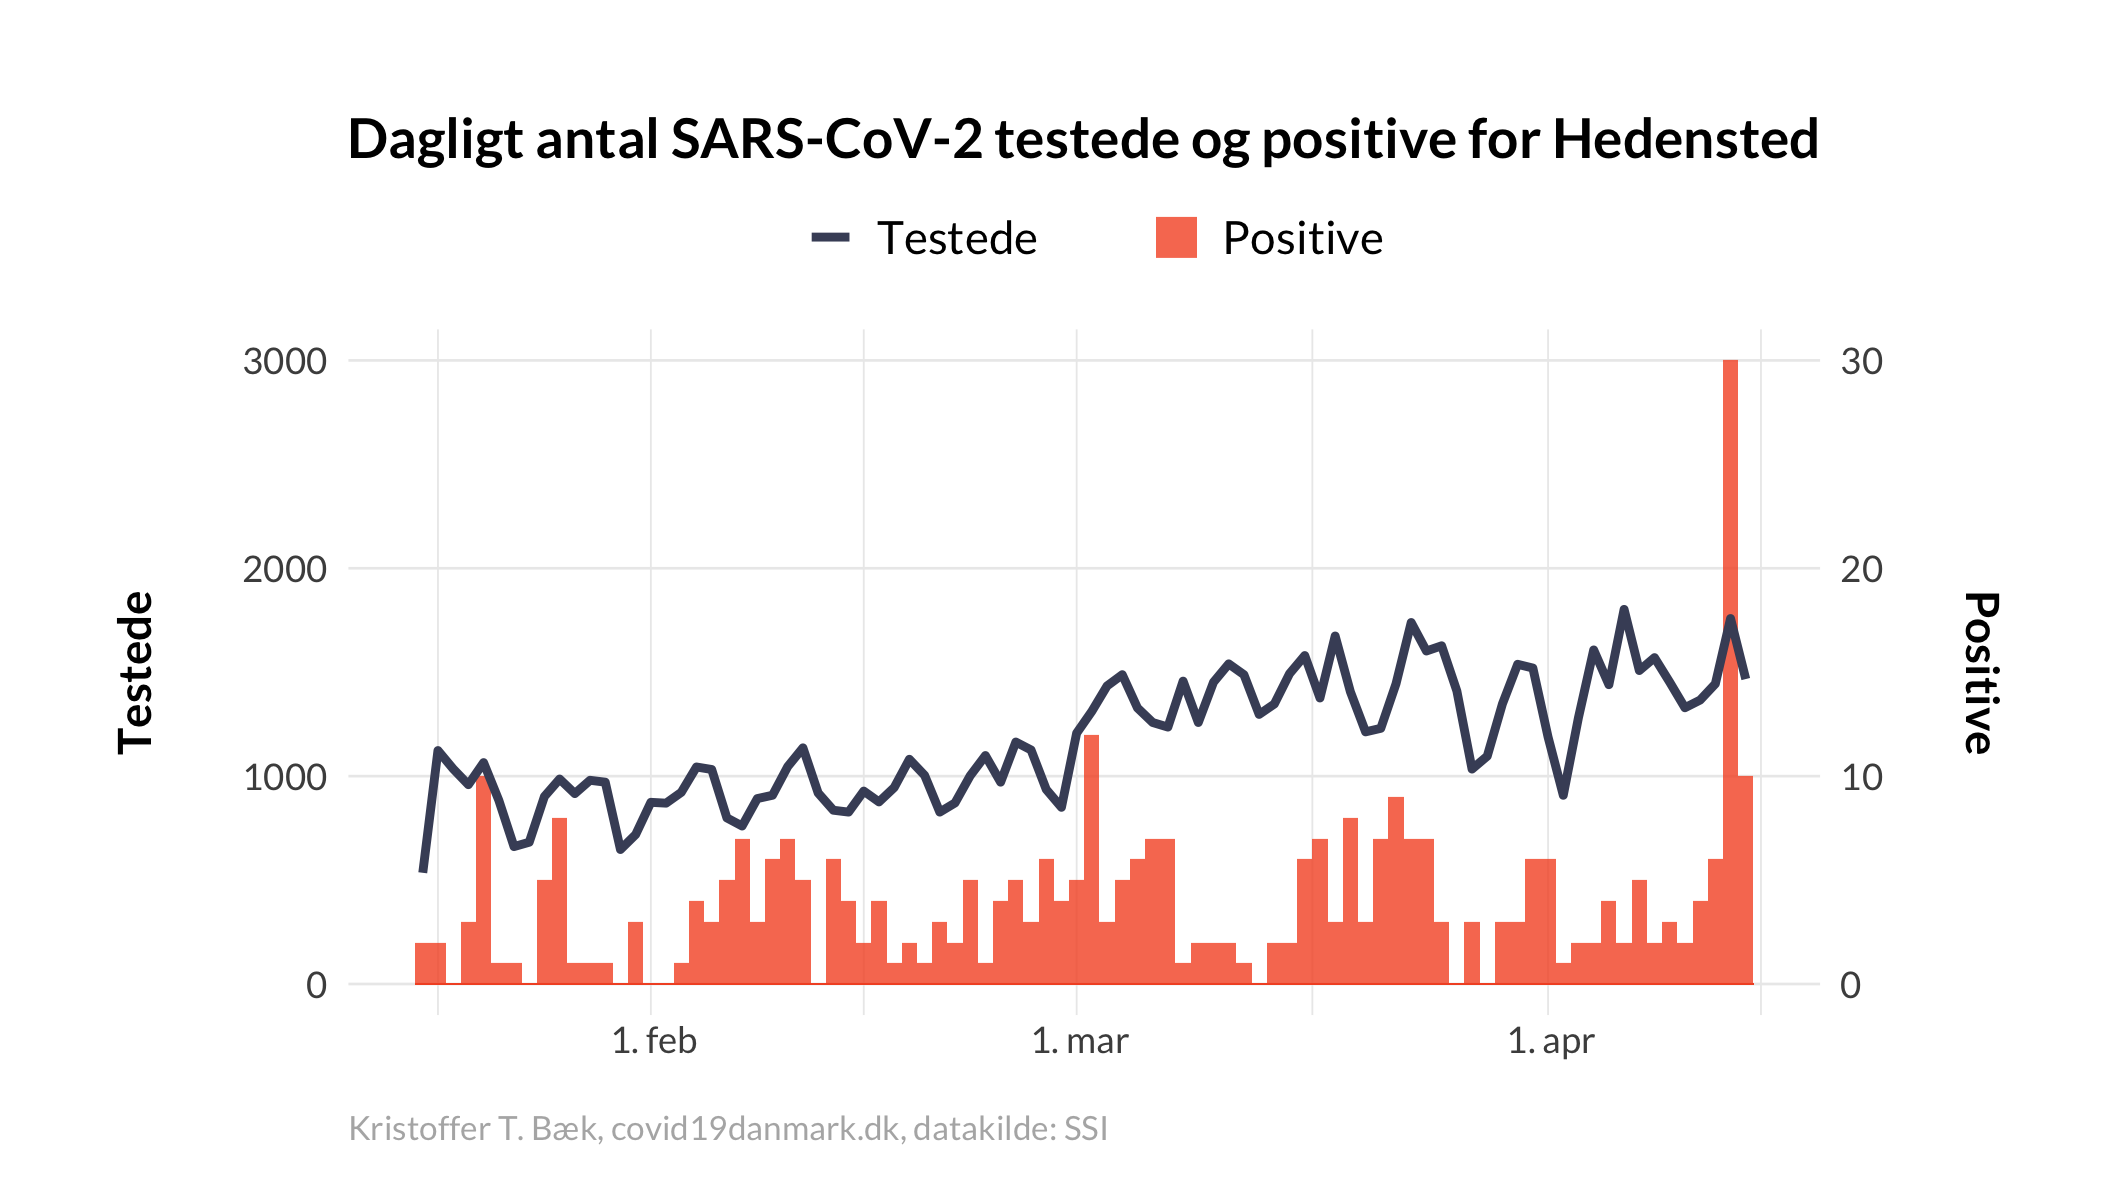 Dagligt antal SARS-CoV-2 testede og positive for Hedensted
Testede
Positive
3000
2000
1000
0
30
20
10
0
Testede
Positive
1. feb
1. mar
1. apr
Kristoffer T. Bæk, covid19danmark.dk, datakilde: SSI